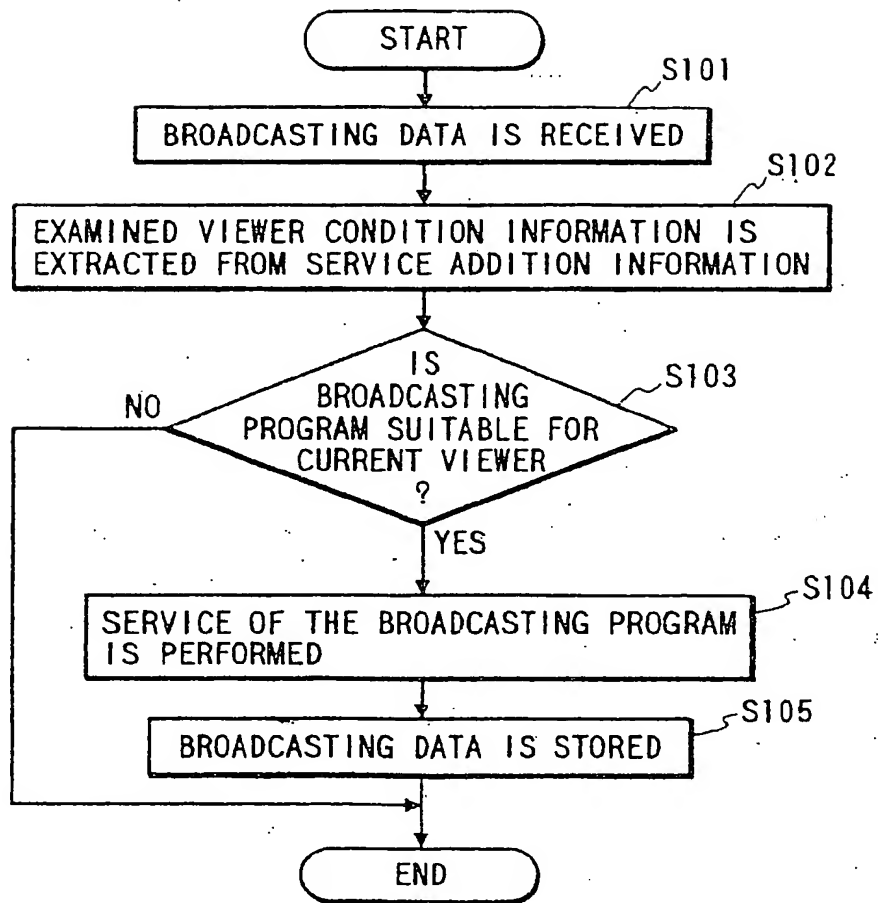 START
S101
BROADCASTING DATA IS RECEIVED
S102
EXAMINED VIEWER CONDITION INFORMATION IS
EXTRACTED FROM SERVICE ADDITION INFORMATION
IS
S103
BROADCASTING
NO
PROGRAM SUITABLE FOR
CURRENT VIEWER
?
YES
S104
SERVICE OF THE BROADCASTING PROGRAM
IS PERFORMED
S105
BROADCASTING DATA IS STORED
END